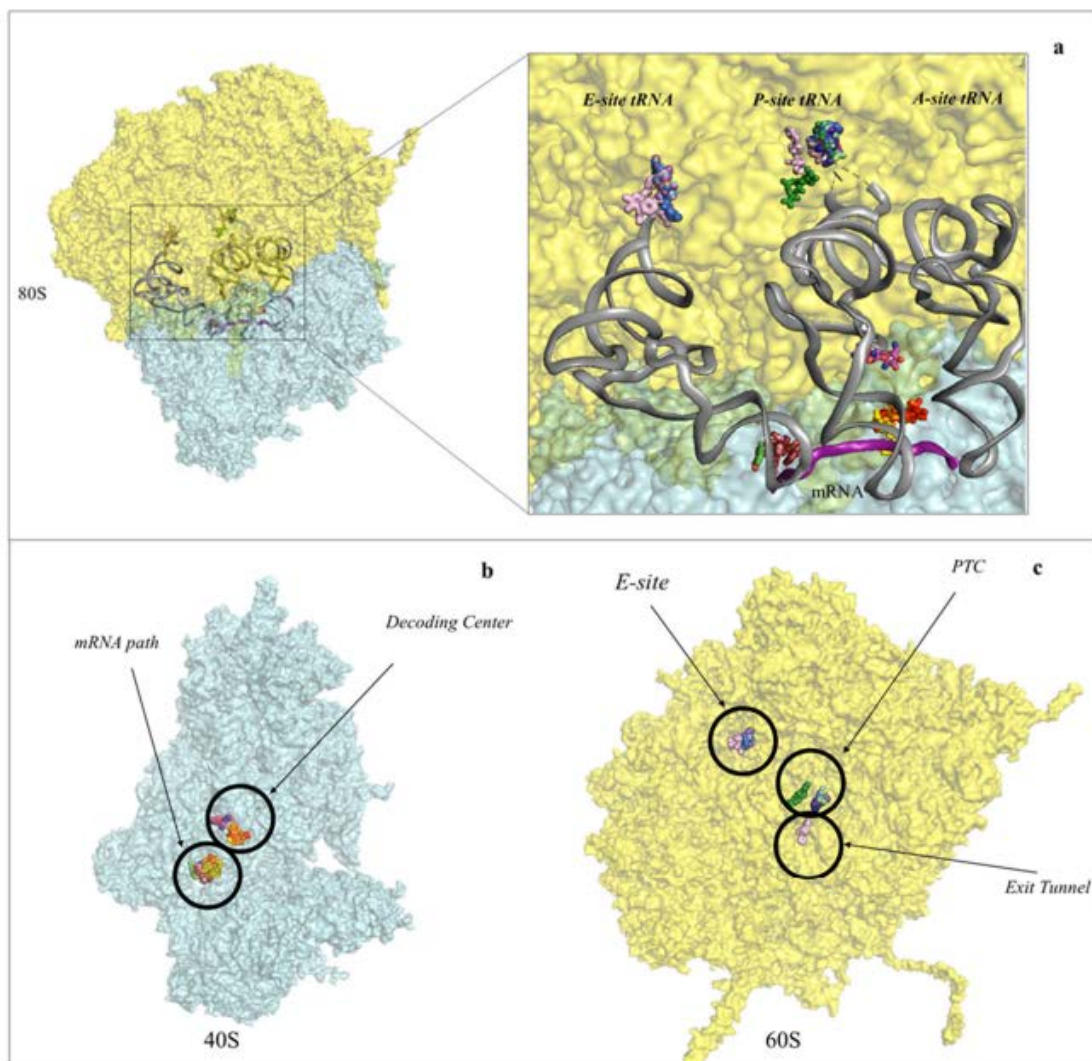 a
E-site tRNA P-site tRNA A-site tRNA
80S
mRNA
b
c
PTC
E-site
Decoding Center
mRNA path
Exit Tunnel
40S
60S